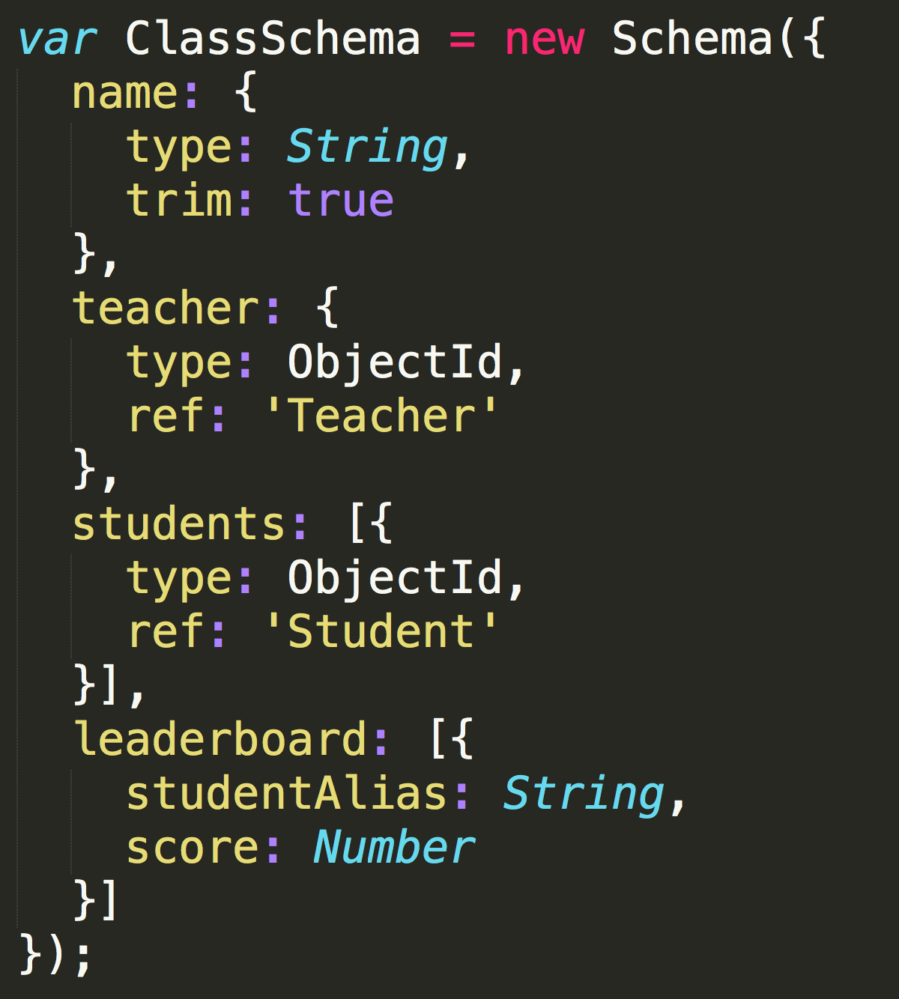 var ClassSchema = new Schema({
  name: {
    type: String,
    trim: true
  },
  teacher: {
    type: ObjectId,
    ref: 'Teacher'
  },
  students: [{
    type: ObjectId,
    ref: 'Student'
  }],
  leaderboard: [{
    studentAlias: String,
    score: Number
  }]
});